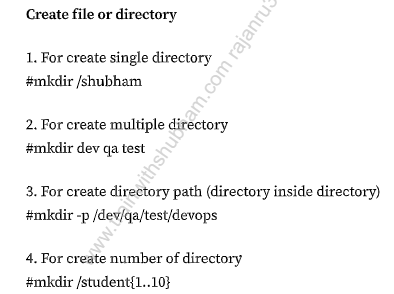 Create file or directory
1. For create single directory
#mkdir /shubham
2. For create multiple directory
#mkdir dev qa test
3. For create directory path (directory inside directory)
#mkdir -p /dev/qa/test/devops
4. For create number of directory
#mkdir /student{1..10}